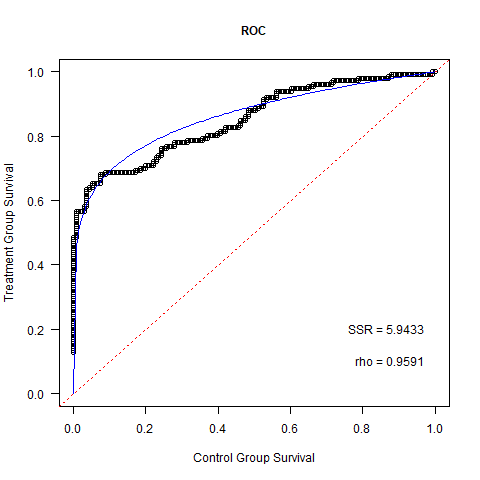 ROC
Treatment Group Survival
1.0
0.8
0.6
0.4
0.2
0.0
SSR = 5.9433
rho = 0.9591
0.0 0.2 0.4 0.6 0.8 1.0
Control Group Survival